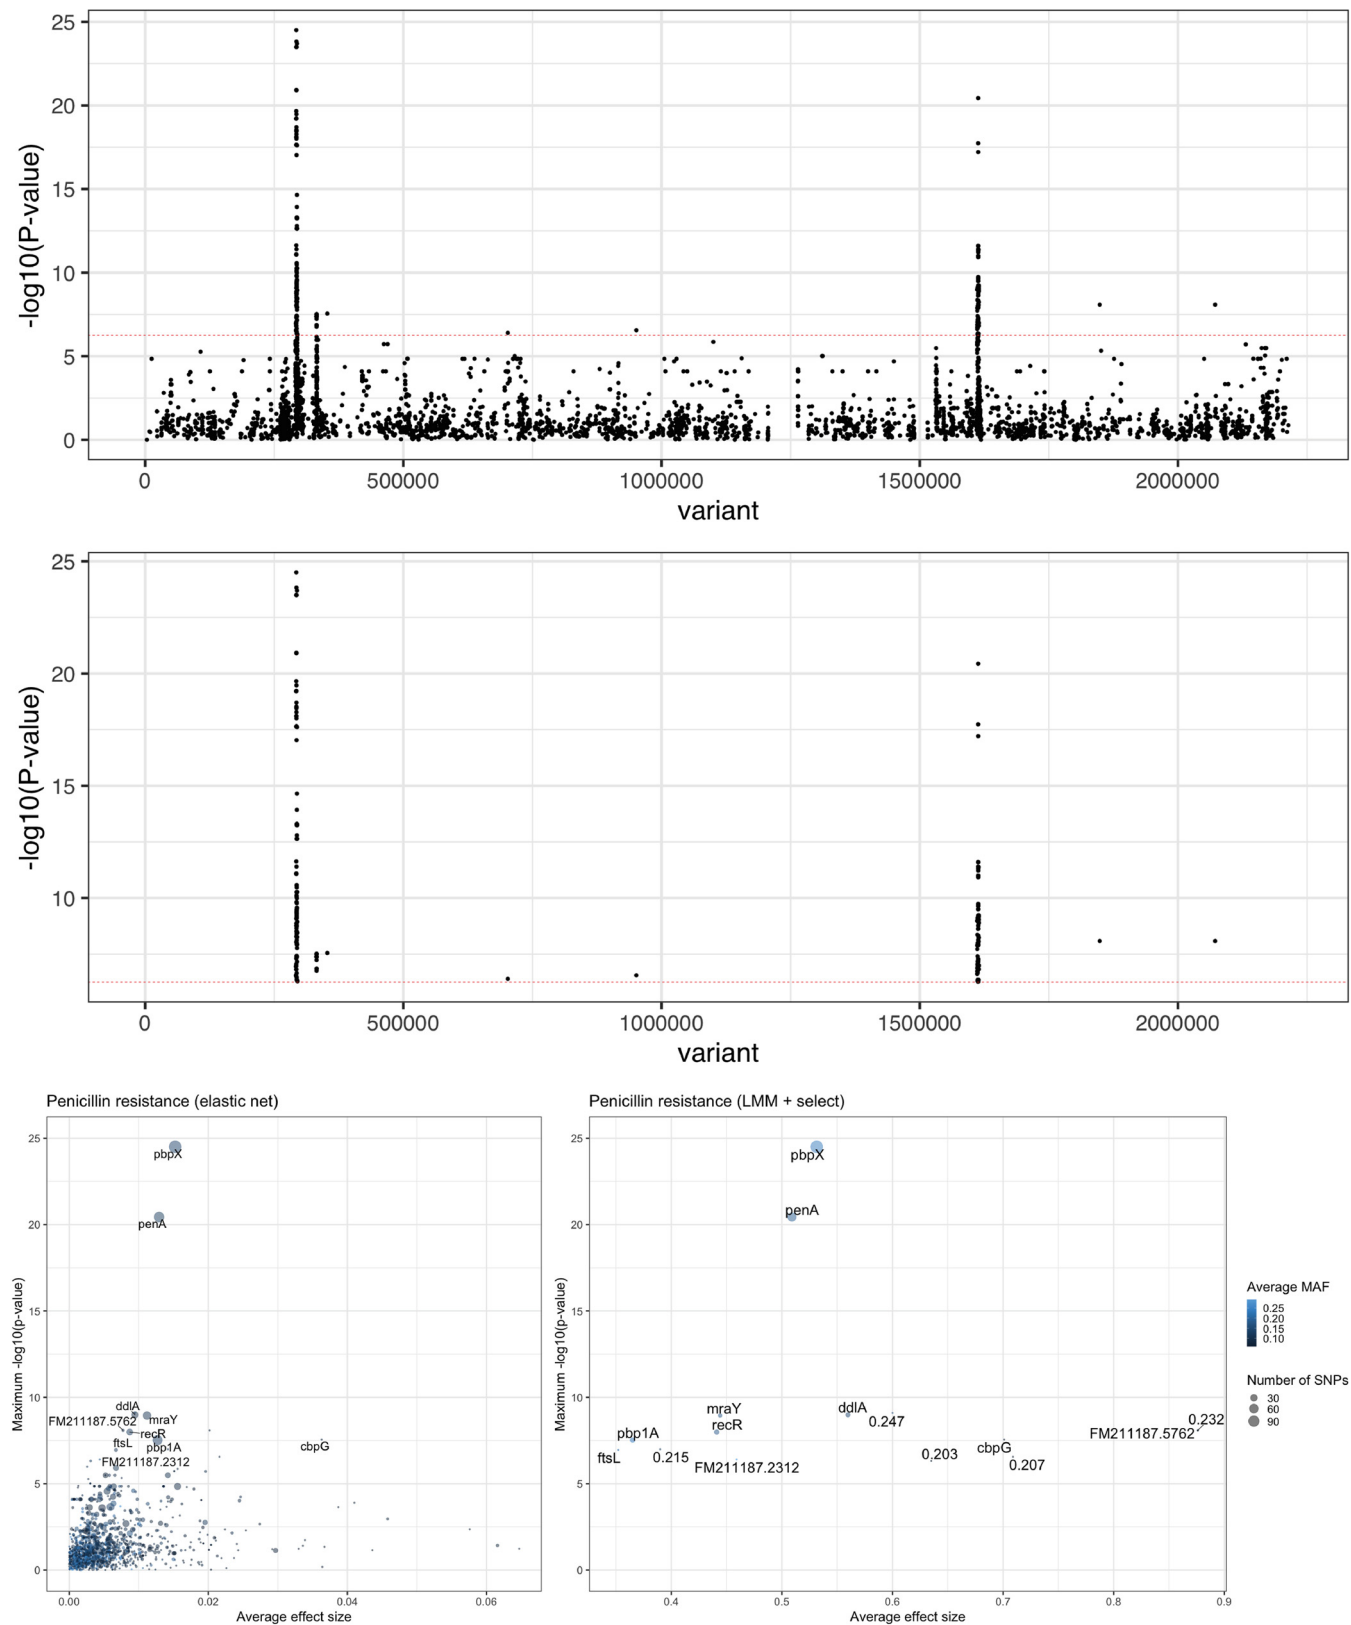 25
20
15
10
5
0
-log10(P-value)
0 500000 1000000 1500000 2000000
variant
25
20
15
10
-log10(P-value)
0 500000 1000000 1500000 2000000
variant
Penicillin resistance (elastic net)
25
20
15
10
5
0
Maximum -log10(p-value)
pbpX
penA
ddlA
FM211187.5762
mraY
recR
ftsL
pbp1A
cbpG
FM211187.2312
0.00 0.02 0.04 0.06
Average effect size
Penicillin resistance (LMM + select)
25
20
15
10
5
0
Maximum -log10(p-value)
pbpX
penA
mraY
ddlA
0.247
0.232
recR
pbp1A
FM211187.5762
ftsL
0.215
0.203
cbpG
FM211187.2312
0.207
0.4 0.5 0.6 0.7 0.8 0.9
Average effect size
Average MAF
0.25
0.20
0.15
0.10
Number of SNPs
30
60
90